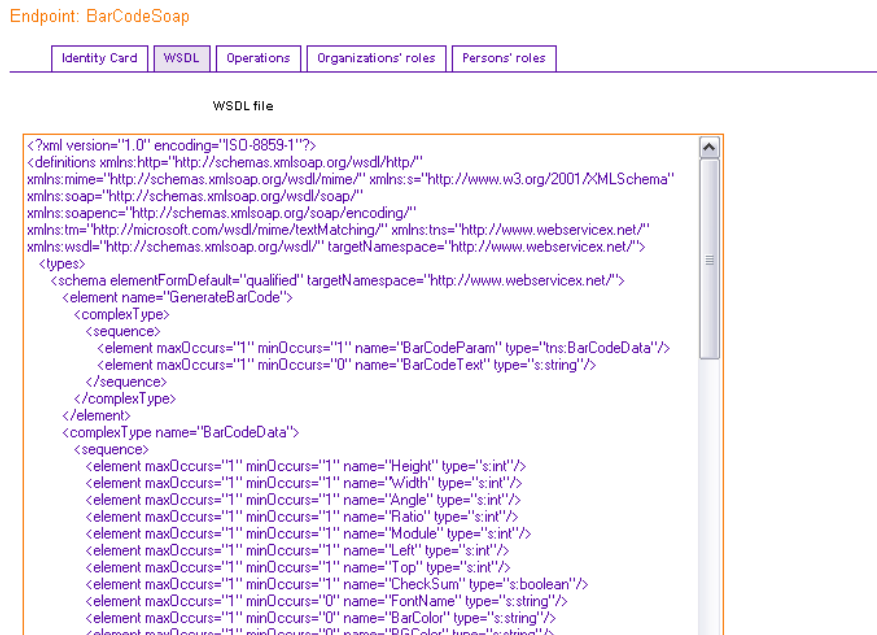 Endpoint: BarCodeSoap
Identity Card WSDL Operations Organizations' roles Persons' roles
WSDL file
<?xml version="1.0" encoding="ISO-8859-1"?>
<definitions xmlns:http="http://schemas.xmlsoap.org/wsdl/http/"
xmlns:mime="http://schemas.xmlsoap.org/wsdl/mime/" xmlns:s="http://www.w3.org/2001/XMLSchema"
xmlns:soap="http://schemas.xmlsoap.org/wsdl/soap/"
xmlns:soapenc="http://schemas.xmlsoap.org/soap/encoding/"
xmlns:tm="http://microsoft.com/wsdl/mime/textMatching/" xmlns:tns="http://www.webservicex.net/"
xmlns:wsdl="http://schemas.xmlsoap.org/wsdl/" targetNamespace="http://www.webservicex.net/">
<types>
<schema elementFormDefault="qualified" targetNamespace="http://www.webservicex.net/">
<element name="GenerateBarCode">
<complexType>
<sequence>
<element maxOccurs="1" minOccurs="1" name="BarCodeParam" type="tns:BarCodeData"/>
<element maxOccurs="1" minOccurs="0" name="BarCodeText" type="s:string"/>
</sequence>
</complexType>
</element>
<complexType name="BarCodeData">
<sequence>
<element maxOccurs="1" minOccurs="1" name="Height" type="s:int"/>
<element maxOccurs="1" minOccurs="1" name="Width" type="s:int"/>
<element maxOccurs="1" minOccurs="1" name="Angle" type="s:int"/>
<element maxOccurs="1" minOccurs="1" name="Ratio" type="s:int"/>
<element maxOccurs="1" minOccurs="1" name="Module" type="s:int"/>
<element maxOccurs="1" minOccurs="1" name="Left" type="s:int"/>
<element maxOccurs="1" minOccurs="1" name="Top" type="s:int"/>
<element maxOccurs="1" minOccurs="1" name="CheckSum" type="s:boolean"/>
<element maxOccurs="1" minOccurs="0" name="FontName" type="s:string"/>
<element maxOccurs="1" minOccurs="0" name="BarColor" type="s:string"/>
<element maxOccurs="1" minOccurs="0" name="BGColor" type="s:string"/>